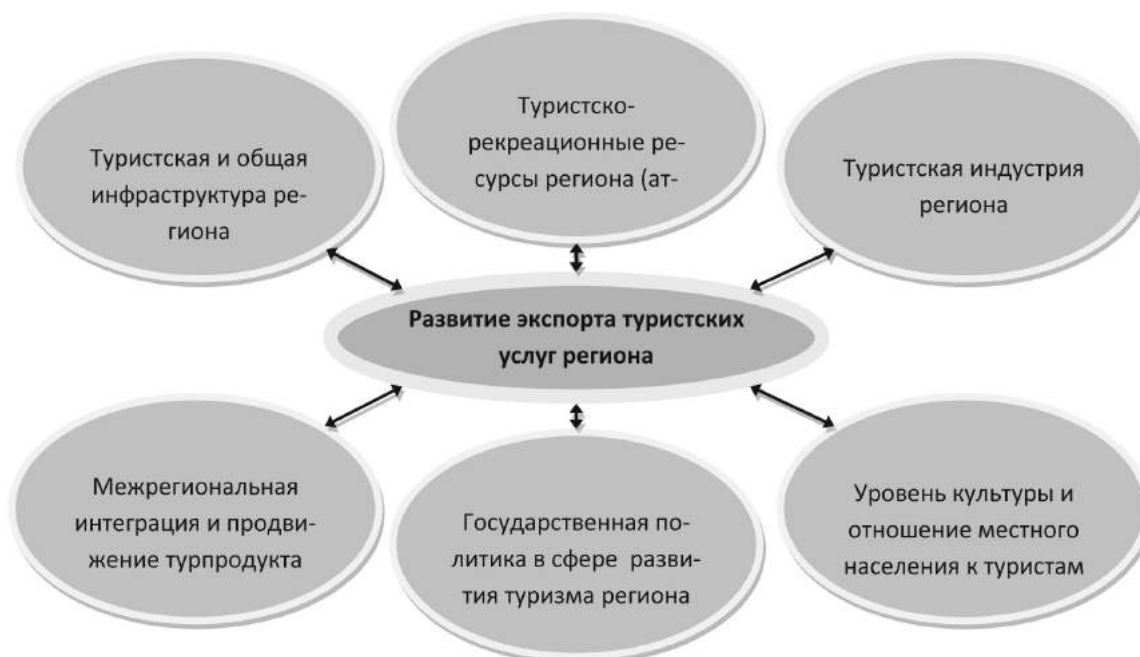 Туристская и общая
инфраструктура ре-
гиона
Туристско-
рекреационные ре-
сурсы региона (ат-
Туристская индустрия
региона
Развитие экспорта туристских
услуг региона
Межрегиональная
интеграция и продви-
жение турпродукта
Государственная по-
литика в сфере  разви-
тия туризма региона
Уровень культуры и
отношение местного
населения к туристам